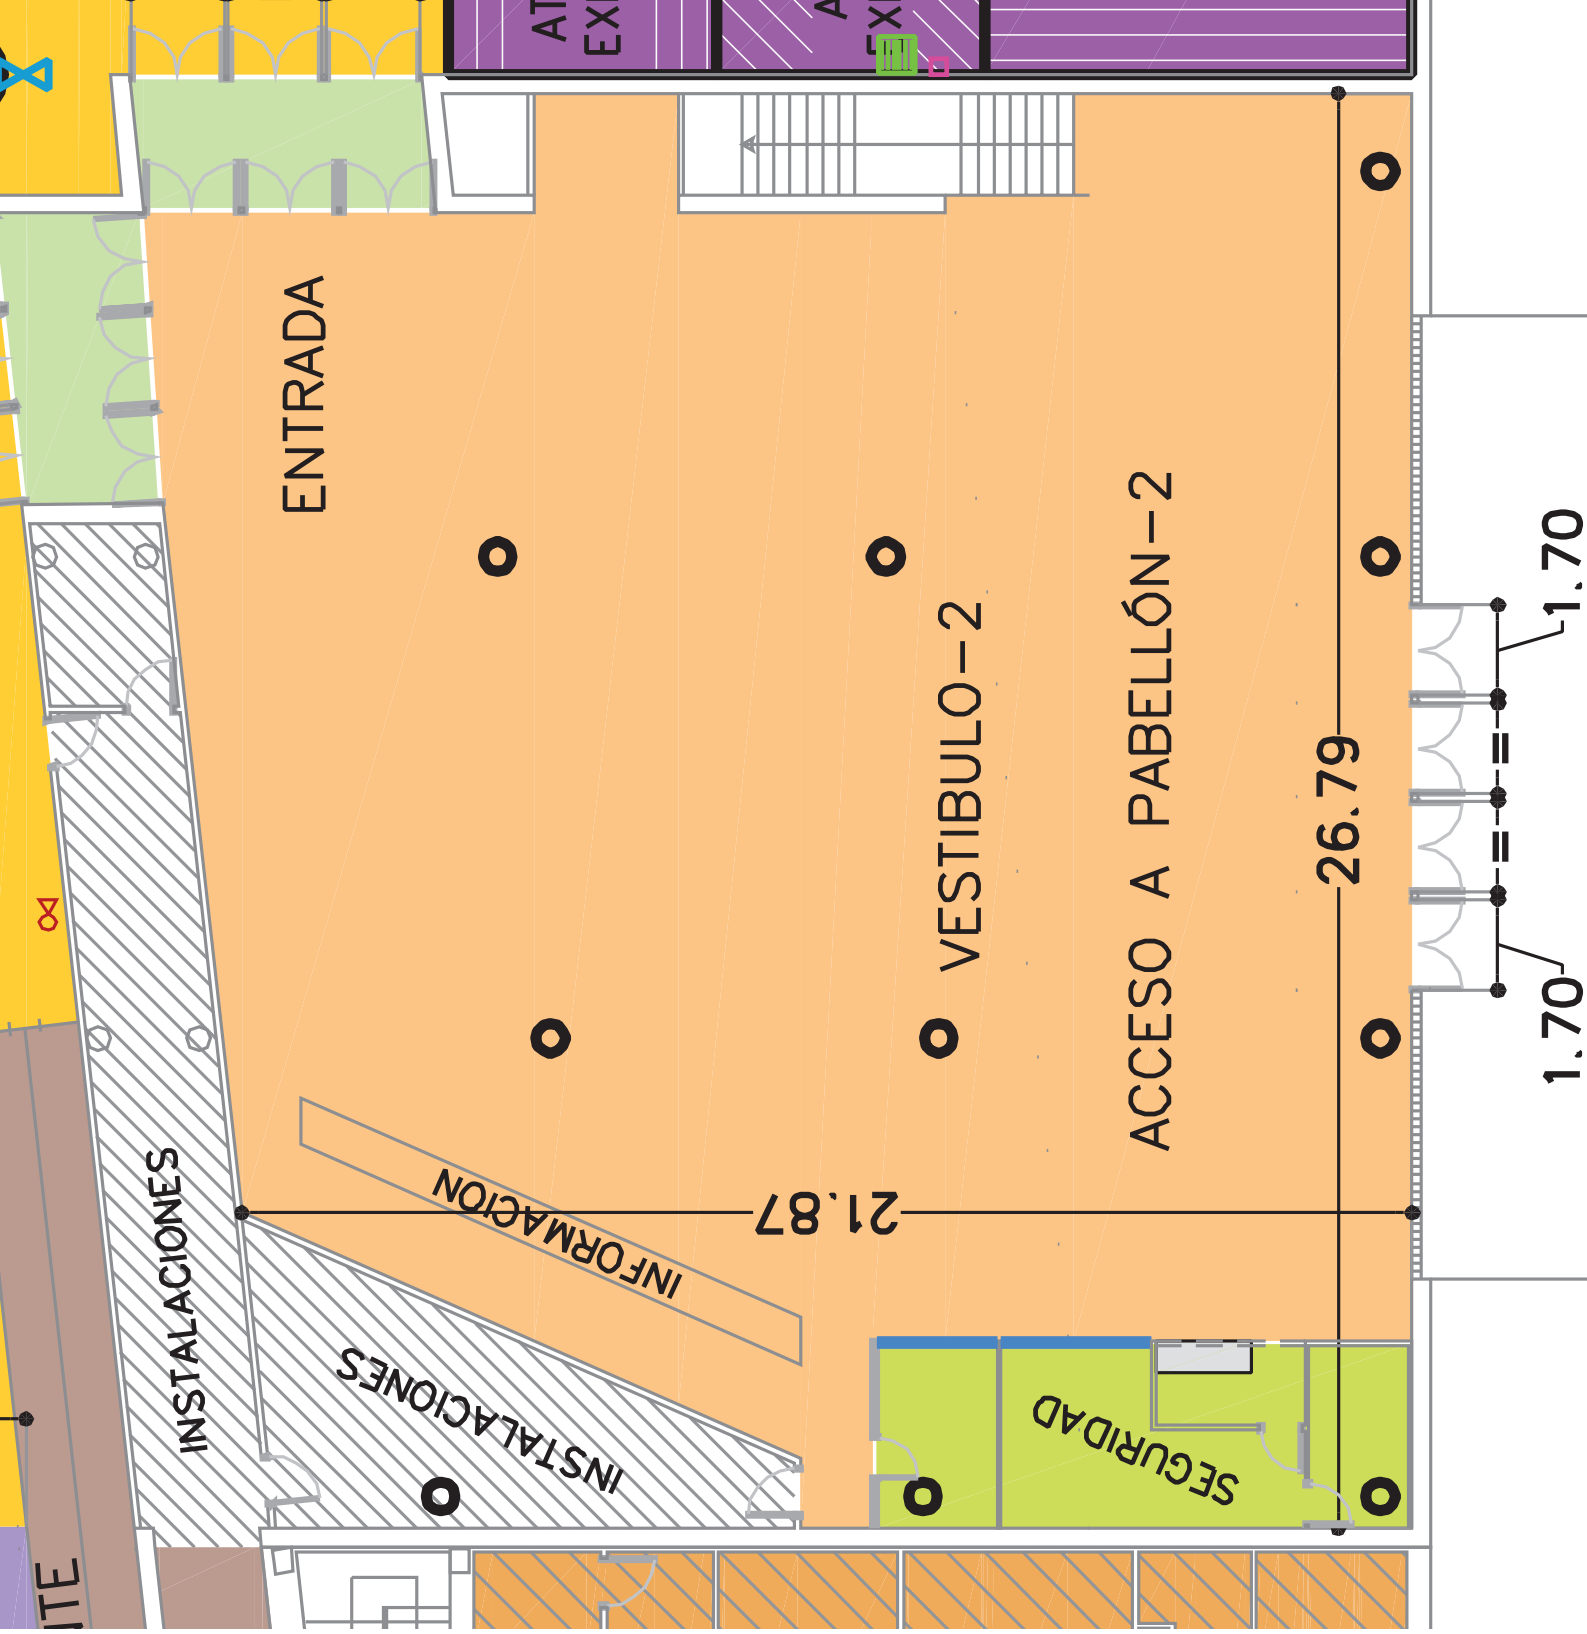 ENTRADA
VESTIBULO-2
ACCESO A PABELLÓN-2
26.79
1.70
=
=
1.70
21.87
INFORMACION
INSTALACIONES
INSTALACIONES
SEGURIDAD